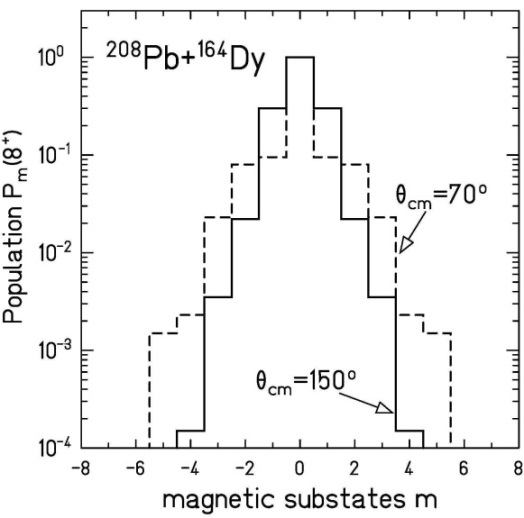 ²⁰⁸Pb+¹⁶⁴Dy
Population Pₘ(8⁺)
10⁰
10⁻¹
10⁻²
10⁻³
10⁻⁴
θcm=70°
θcm=150°
-8 -6 -4 -2 0 2 4 6 8
magnetic substates m